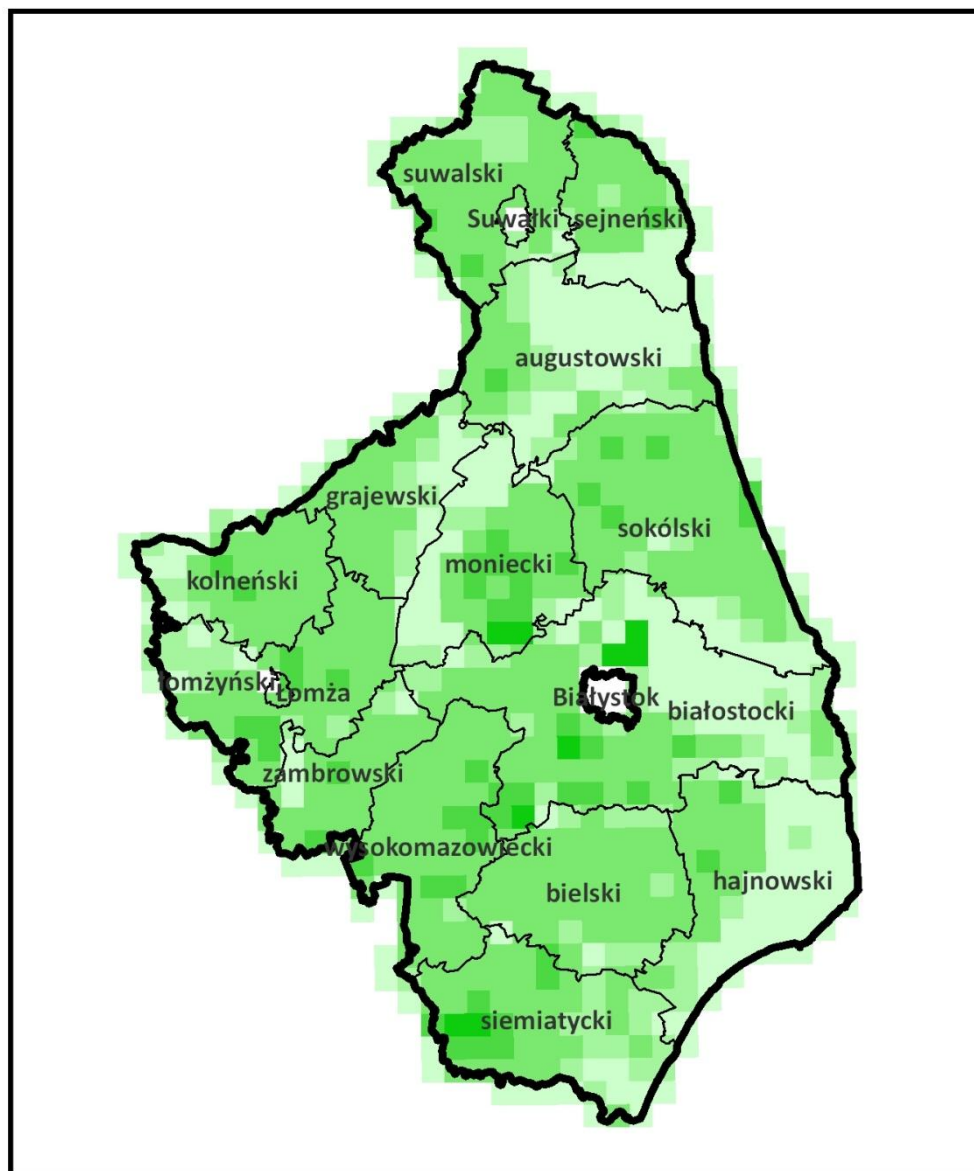 suwalski
Suwałki
sejneński
augustowski
grajewski
sokólski
moniecki
kolneński
łomżyński
Łomża
Białystok
białostocki
zambrowski
wysokomazowiecki
hajnowski
bielski
siemiatycki